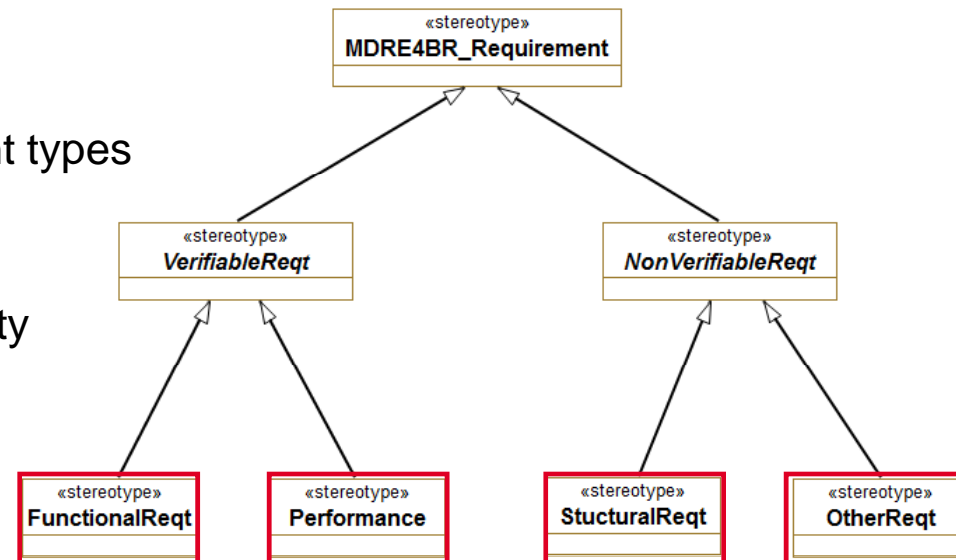 «stereotype»
MDRE4BR_Requirement
t types
«stereotype»
VerifiableReqt
«stereotype»
NonVerifiableReqt
ty
«stereotype»
FunctionalReqt
«stereotype»
Performance
«stereotype»
StucturalReqt
«stereotype»
OtherReqt